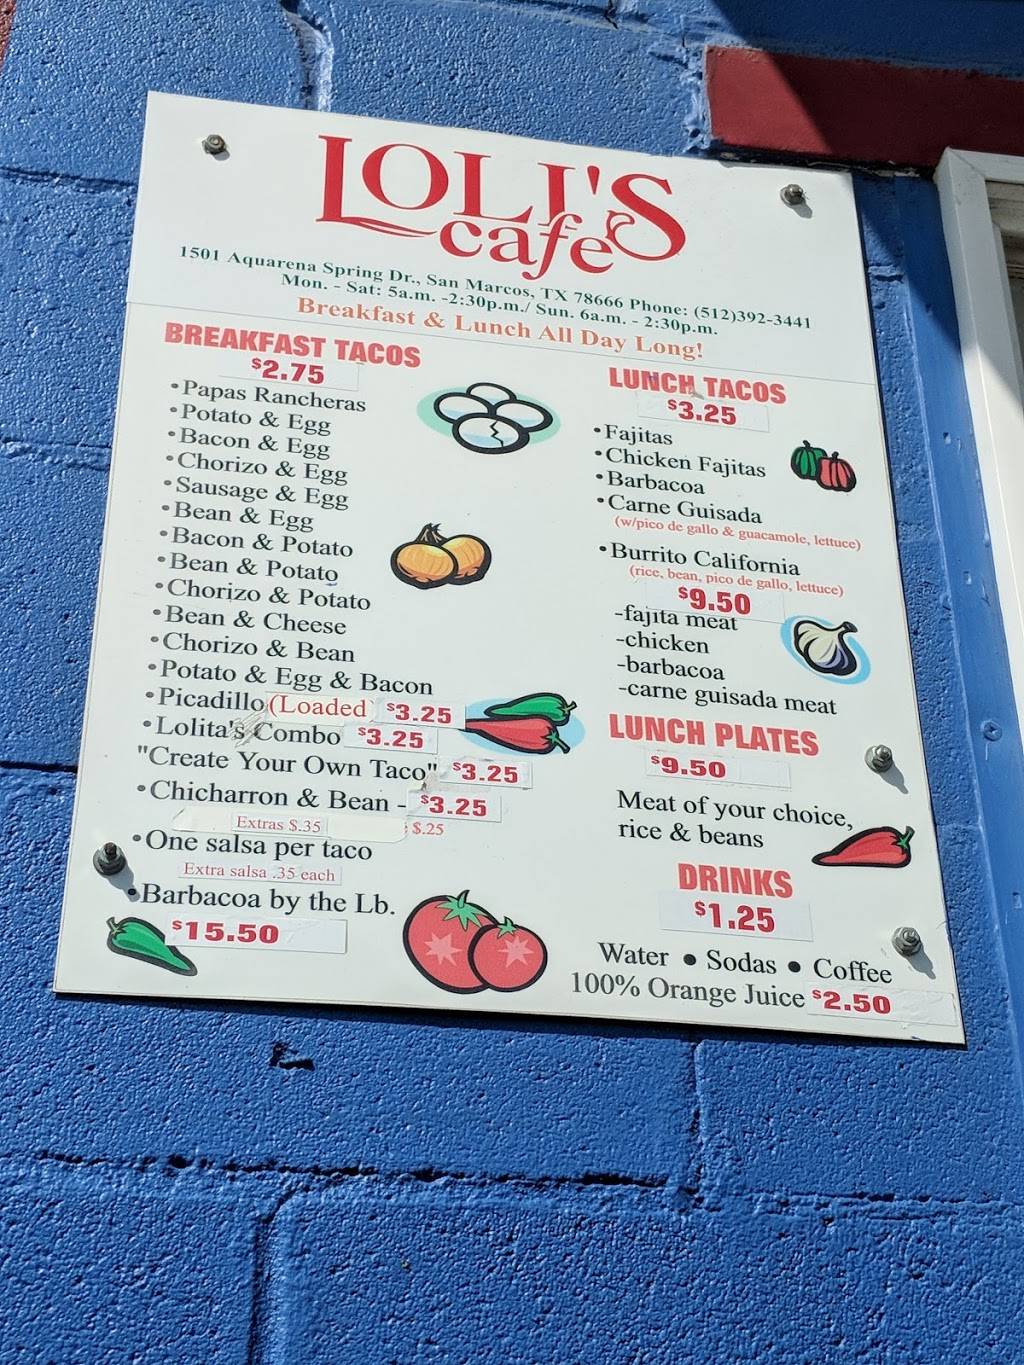 LOLI'S
cafe
1501 Aquarena Spring Dr., San Marcos, TX 78666 Phone: (512)392-3441
Mon. - Sat: 5a.m. -2:30p.m./ Sun. 6a.m. - 2:30p.m.
Breakfast & Lunch All Day Long!
BREAKFAST TACOS
$2.75
•Papas Rancheras
•Potato & Egg
•Bacon & Egg
•Chorizo & Egg
•Sausage & Egg
•Bean & Egg
•Bacon & Potato
•Bean & Potato
•Chorizo & Potato
•Bean & Cheese
•Chorizo & Bean
•Potato & Egg & Bacon
•Picadillo (Loaded) $3.25
•Lolita's Combo $3.25
"Create Your Own Taco" $3.25
•Chicharron & Bean - $3.25
Extras $.35 $.25
•One salsa per taco
Extra salsa .35 each
•Barbacoa by the Lb.
$15.50
LUNCH TACOS
$3.25
•Fajitas
•Chicken Fajitas
•Barbacoa
•Carne Guisada
(w/pico de gallo & guacamole, lettuce)
•Burrito California
(rice, bean, pico de gallo, lettuce)
$9.50
-fajita meat
-chicken
-barbacoa
-carne guisada meat
LUNCH PLATES
$9.50
Meat of your choice,
rice & beans
DRINKS
$1.25
Water • Sodas • Coffee
100% Orange Juice $2.50